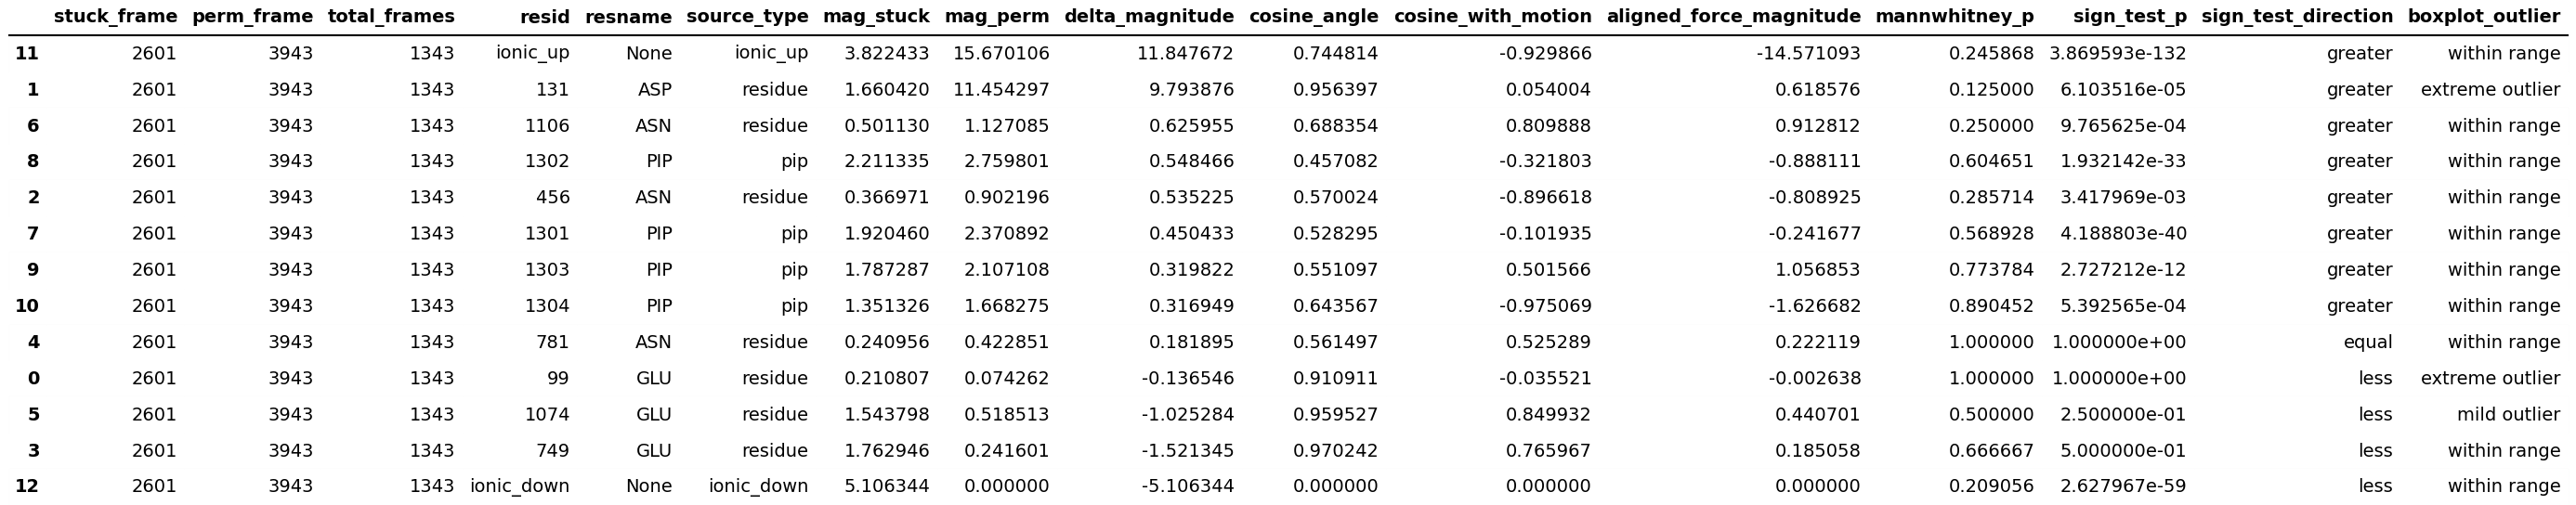 stuck_frame perm_frame total_frames resid resname source_type mag_stuck mag_perm delta_magnitude cosine_angle cosine_with_motion aligned_force_magnitude mannwhitney_p sign_test_p sign_test_direction boxplot_outlier
11 2601 3943 1343 ionic_up None ionic_up 3.822433 15.670106 11.847672 0.744814 -0.929866 -14.571093 0.245868 3.869593e-132 greater within range
1 2601 3943 1343 131 ASP residue 1.660420 11.454297 9.793876 0.956397 0.054004 0.618576 0.125000 6.103516e-05 greater extreme outlier
6 2601 3943 1343 1106 ASN residue 0.501130 1.127085 0.625955 0.688354 0.809888 0.912812 0.250000 9.765625e-04 greater within range
8 2601 3943 1343 1302 PIP pip 2.211335 2.759801 0.548466 0.457082 -0.321803 -0.888111 0.604651 1.932142e-33 greater within range
2 2601 3943 1343 456 ASN residue 0.366971 0.902196 0.535225 0.570024 -0.896618 -0.808925 0.285714 3.417969e-03 greater within range
7 2601 3943 1343 1301 PIP pip 1.920460 2.370892 0.450433 0.528295 -0.101935 -0.241677 0.568928 4.188803e-40 greater within range
9 2601 3943 1343 1303 PIP pip 1.787287 2.107108 0.319822 0.551097 0.501566 1.056853 0.773784 2.727212e-12 greater within range
10 2601 3943 1343 1304 PIP pip 1.351326 1.668275 0.316949 0.643567 -0.975069 -1.626682 0.890452 5.392565e-04 greater within range
4 2601 3943 1343 781 ASN residue 0.240956 0.422851 0.181895 0.561497 0.525289 0.222119 1.000000 1.000000e+00 equal within range
0 2601 3943 1343 99 GLU residue 0.210807 0.074262 -0.136546 0.910911 -0.035521 -0.002638 1.000000 1.000000e+00 less extreme outlier
5 2601 3943 1343 1074 GLU residue 1.543798 0.518513 -1.025284 0.959527 0.849932 0.440701 0.500000 2.500000e-01 less mild outlier
3 2601 3943 1343 749 GLU residue 1.762946 0.241601 -1.521345 0.970242 0.765967 0.185058 0.666667 5.000000e-01 less within range
12 2601 3943 1343 ionic_down None ionic_down 5.106344 0.000000 -5.106344 0.000000 0.000000 0.000000 0.209056 2.627967e-59 less within range